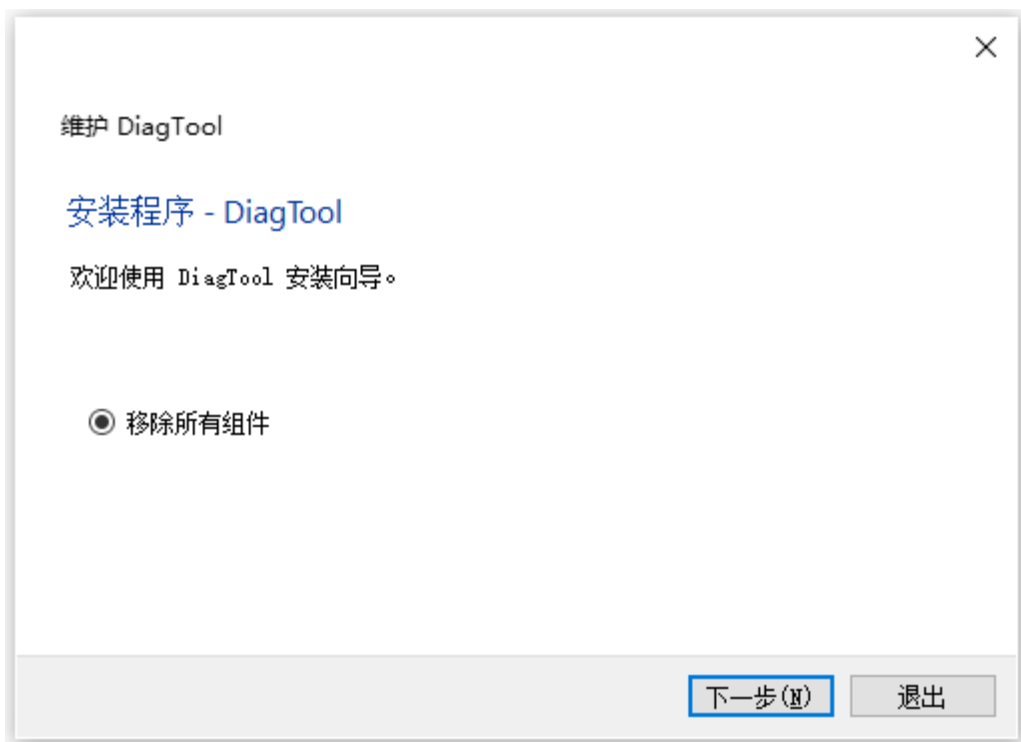 维护 DiagTool
安装程序 - DiagTool
欢迎使用 DiagTool 安装向导。
移除所有组件
下一步(N)
退出